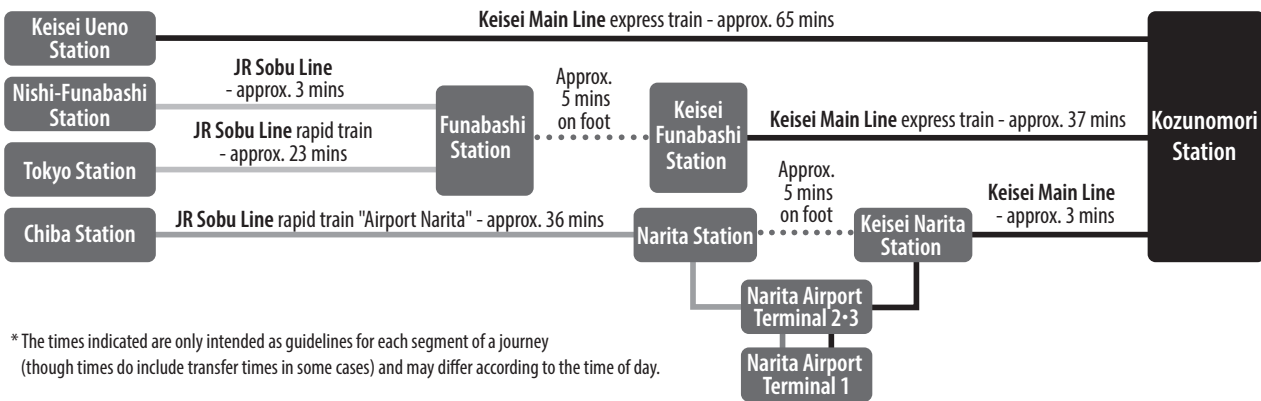 Keisei Ueno
Station
Keisei Main Line express train - approx. 65 mins
Nishi-Funabashi
Station
JR Sobu Line
- approx. 3 mins
Tokyo Station
JR Sobu Line rapid train
- approx. 23 mins
Funabashi
Station
Approx.
5 mins
on foot
Keisei
Funabashi
Station
Keisei Main Line express train - approx. 37 mins
Kozunomori
Station
Chiba Station
JR Sobu Line rapid train "Airport Narita" - approx. 36 mins
Narita Station
Approx.
5 mins
on foot
Keisei Narita
Station
Keisei Main Line
- approx. 3 mins
Narita Airport
Terminal 2•3
Narita Airport
Terminal 1
* The times indicated are only intended as guidelines for each segment of a journey
(though times do include transfer times in some cases) and may differ according to the time of day.